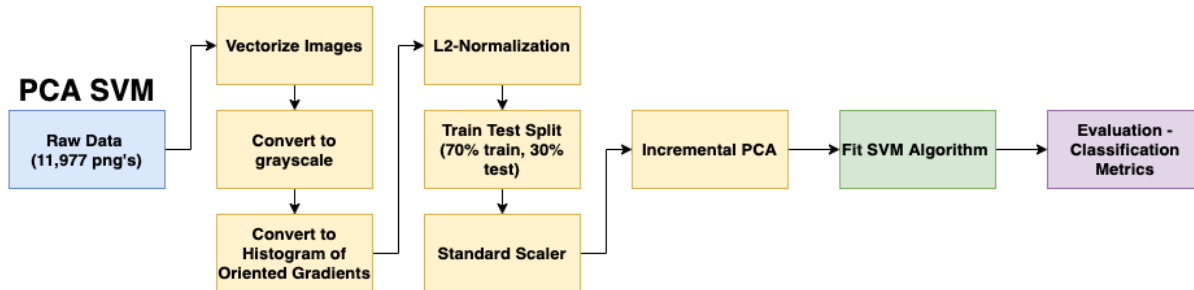 PCA SVM
Raw Data
(11,977 png's)
Vectorize Images
Convert to
grayscale
Convert to
Histogram of
Oriented Gradients
L2-Normalization
Train Test Split
(70% train, 30%
test)
Standard Scaler
Incremental PCA
Fit SVM Algorithm
Evaluation -
Classification
Metrics